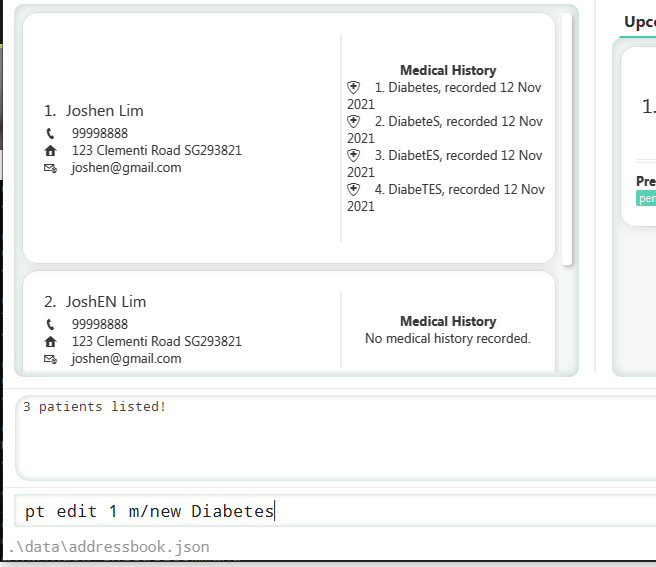 1. Joshen Lim
99998888
123 Clementi Road SG293821
joshen@gmail.com
Medical History
1. Diabetes, recorded 12 Nov
2021
2. DiabeteS, recorded 12 Nov
2021
3. DiabetES, recorded 12 Nov
2021
4. DiabeTES, recorded 12 Nov
2021
2. JoshEN Lim
99998888
123 Clementi Road SG293821
joshen@gmail.com
Medical History
No medical history recorded.
1.
3 patients listed!
pt edit 1 m/new Diabetes
.\data\addressbook.json